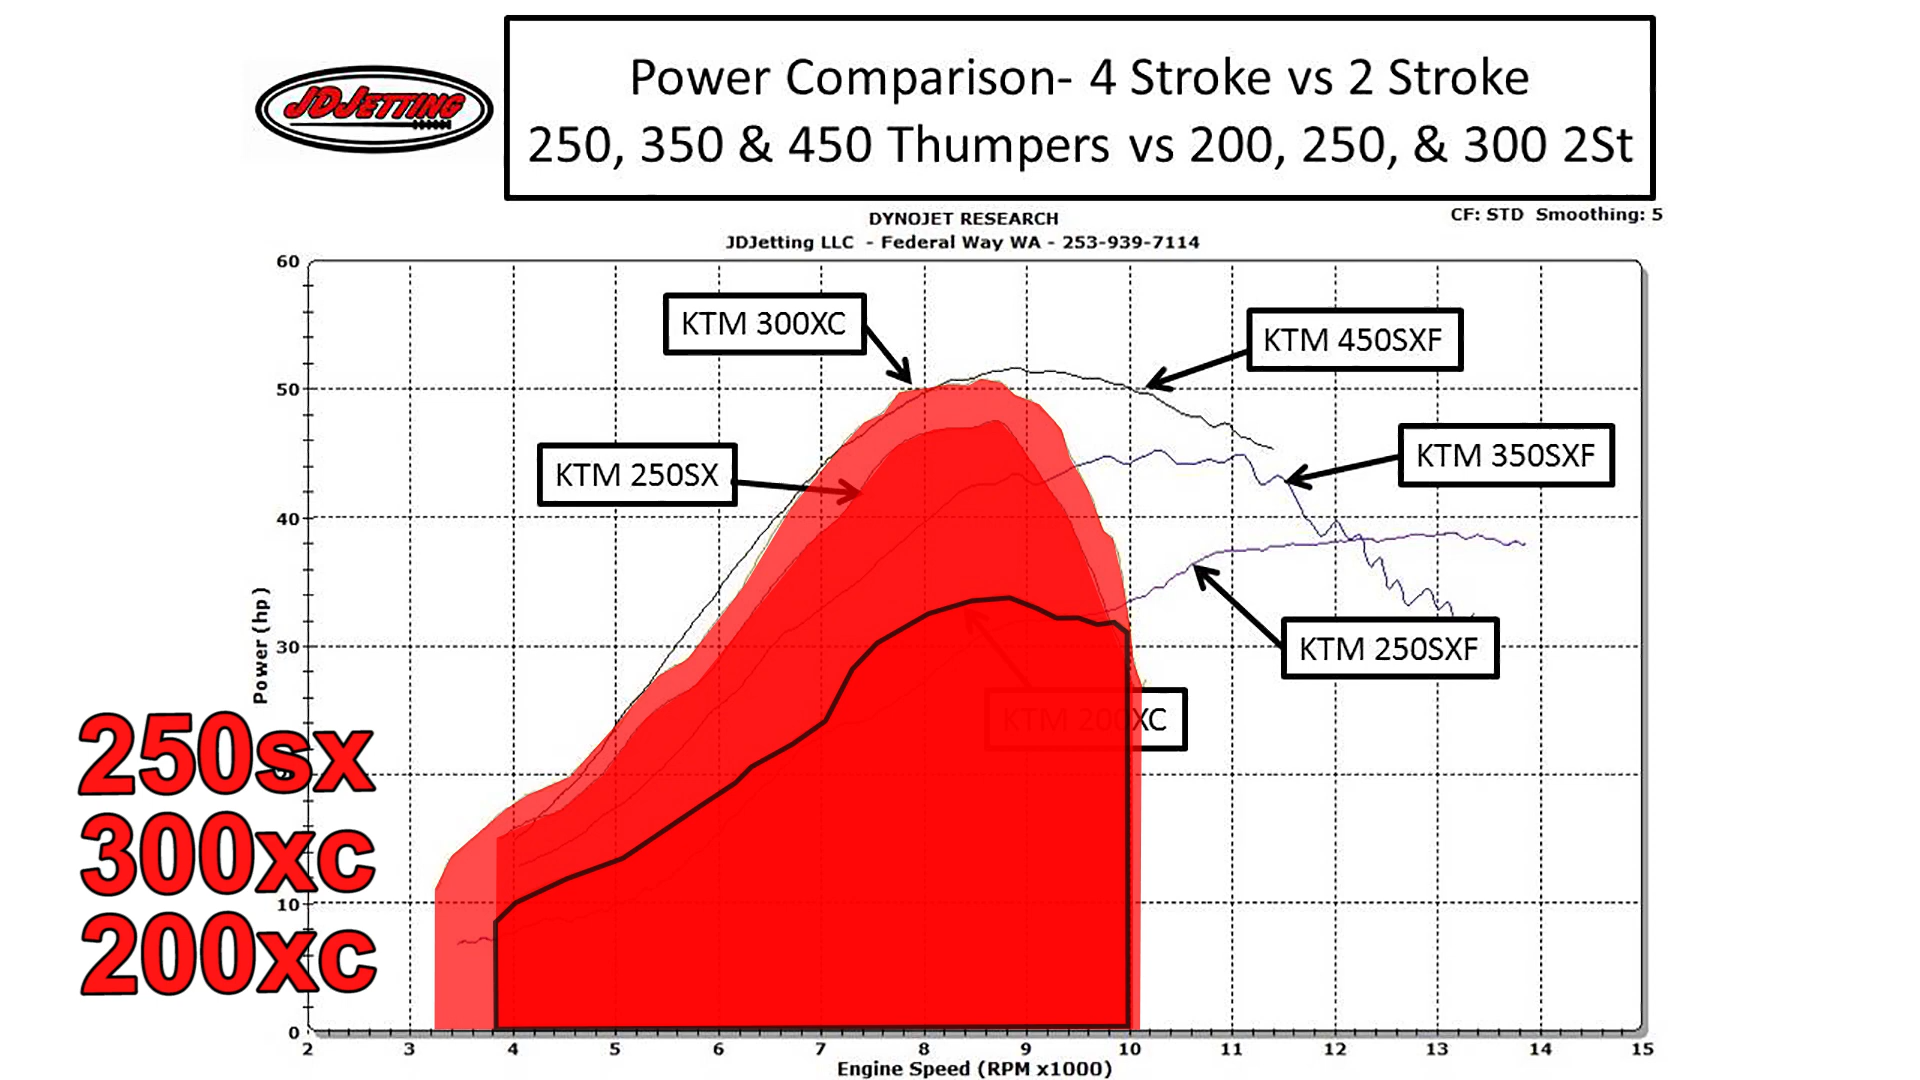 JDJETTING
Power Comparison- 4 Stroke vs 2 Stroke
250, 350 & 450 Thumpers vs 200, 250, & 300 2St
DYNOJET RESEARCH
CF: STD Smoothing: 5
JDJetting LLC - Federal Way WA - 253-939-7114
60
50
40
30
10
0
Power (hp)
KTM 300XC
KTM 450SXF
KTM 250SX
KTM 350SXF
KTM 250SXF
KTM 200XC
250sx
300xc
200xc
2 3 4 5 6 7 8 9 10 11 12 13 14 15
Engine Speed (RPM x1000)